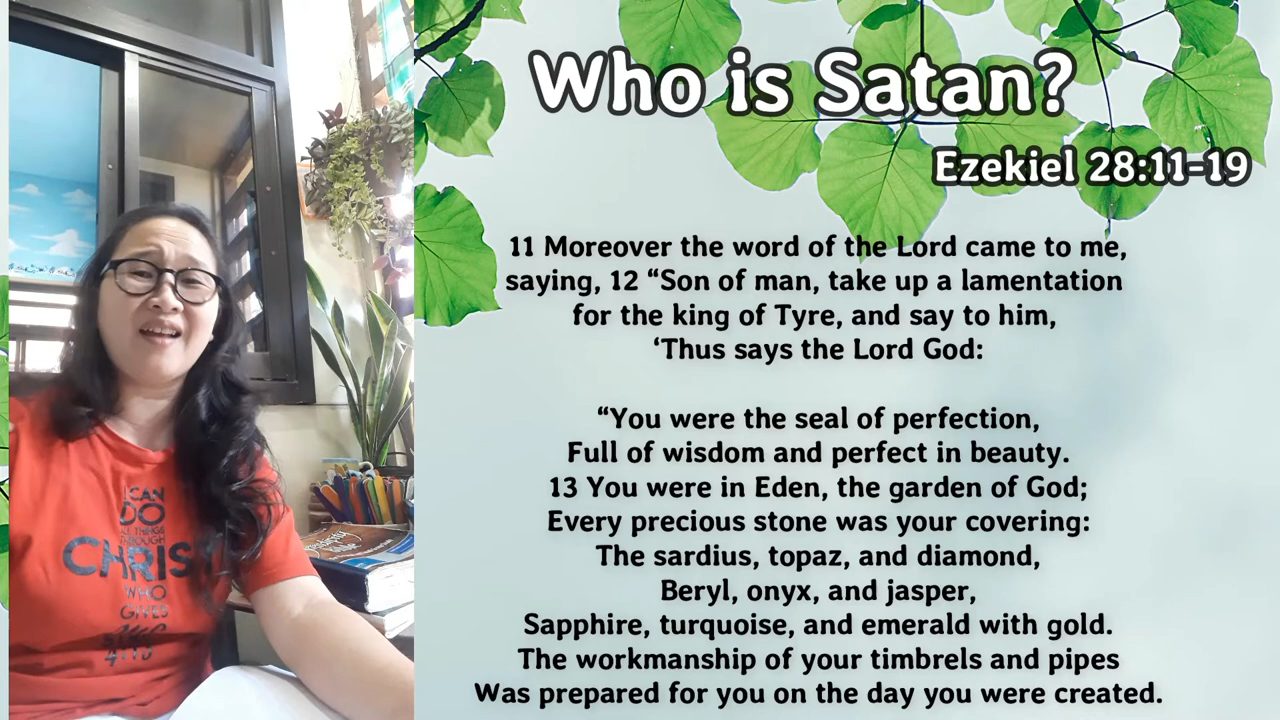 Who is Satan?
Ezekiel 28:11-19
11 Moreover the word of the Lord came to me,
saying, 12 “Son of man, take up a lamentation
for the king of Tyre, and say to him,
‘Thus says the Lord God:
“You were the seal of perfection,
Full of wisdom and perfect in beauty.
13 You were in Eden, the garden of God;
Every precious stone was your covering:
The sardius, topaz, and diamond,
Beryl, onyx, and jasper,
Sapphire, turquoise, and emerald with gold.
The workmanship of your timbrels and pipes
Was prepared for you on the day you were created.
I CAN
DO
THINGS
THROUGH
CHRIST
WHO
GIVES